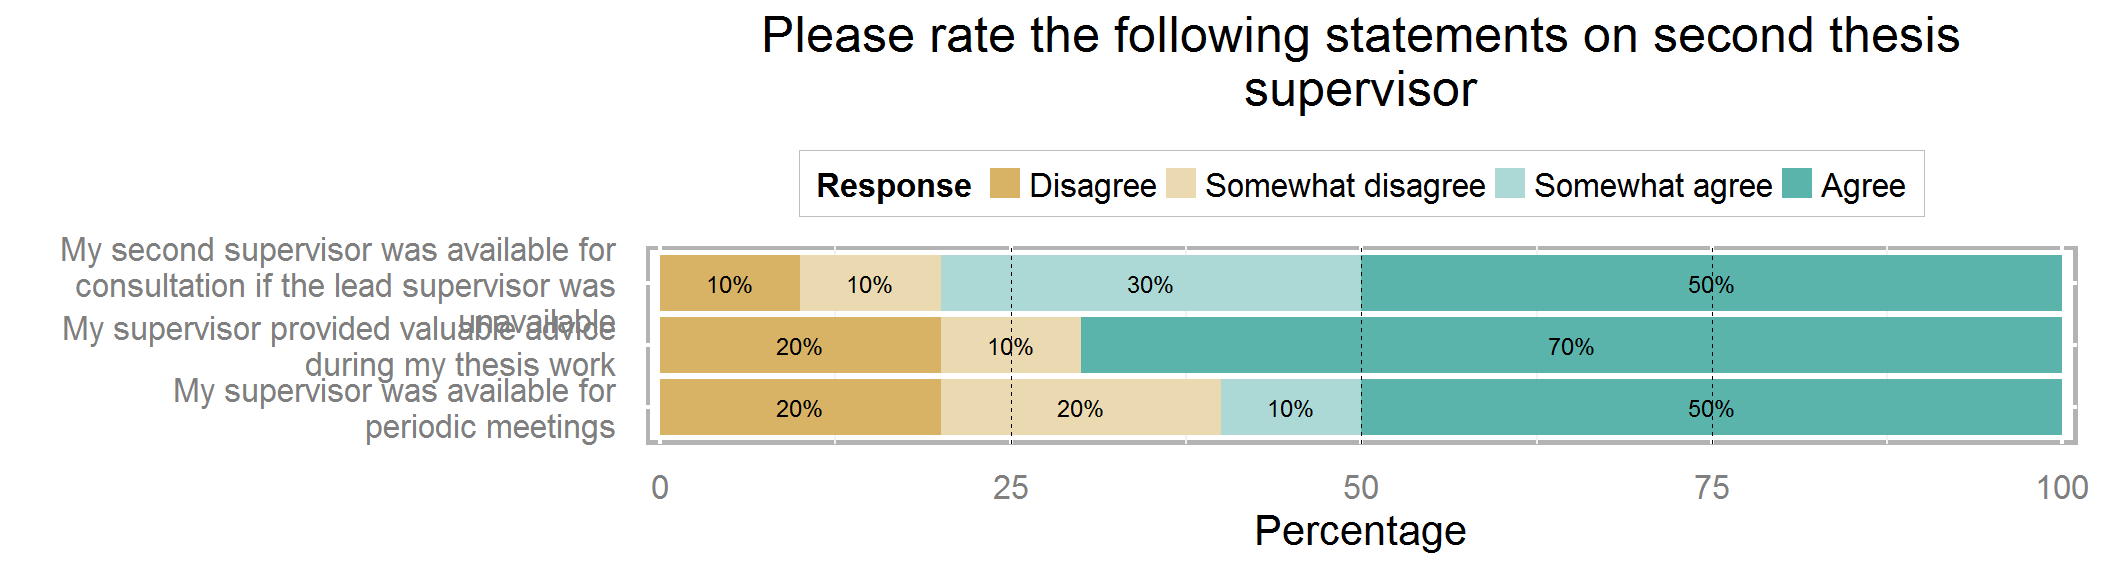 Please rate the following statements on second thesis
supervisor
Response Disagree Somewhat disagree Somewhat agree Agree
My second supervisor was available for
consultation if the lead supervisor was
unavailable
10% 10% 30% 50%
My supervisor provided valuable advice
during my thesis work
20% 10% 70%
My supervisor was available for
periodic meetings
20% 20% 10% 50%
0 25 50 75 100
Percentage